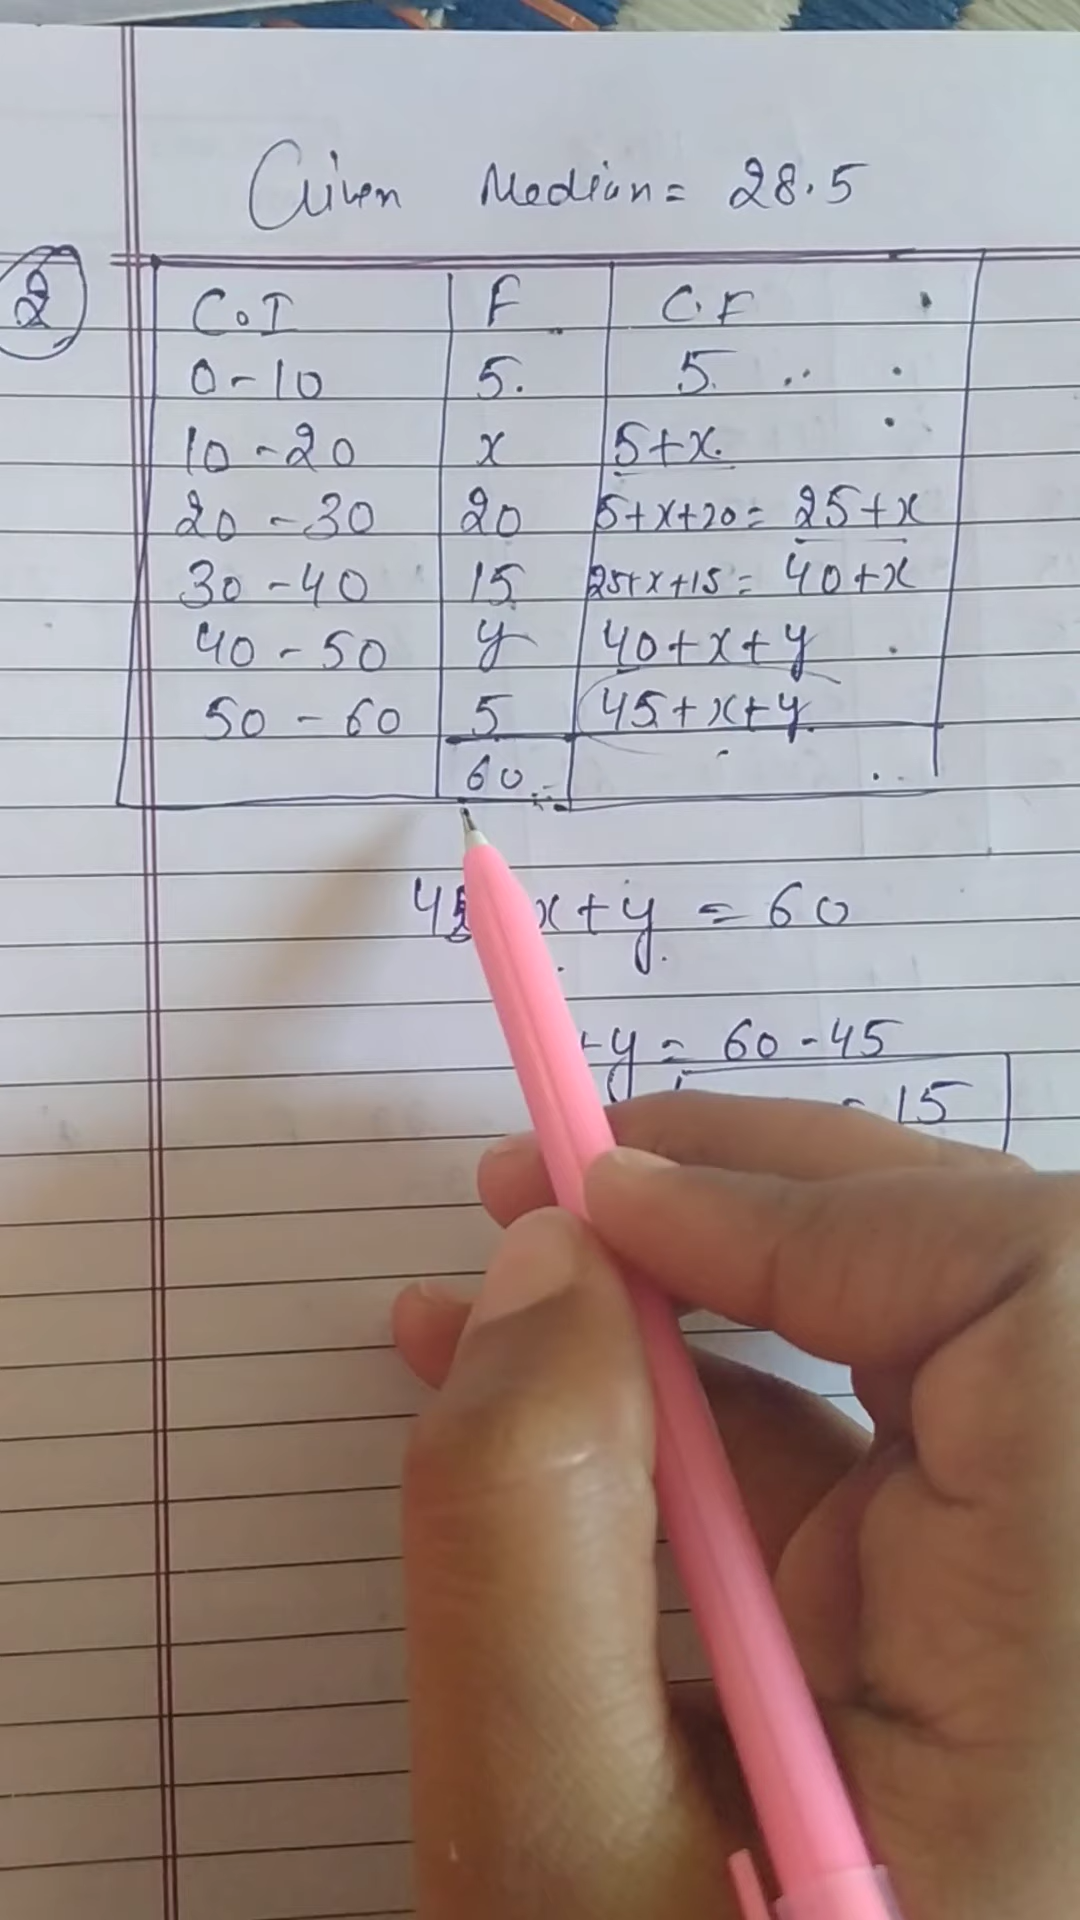 Given Median = 28.5
2
C.I F C.F
0-10 5. 5
10-20 x 5+x
20-30 20 5+x+20= 25+x
30-40 15 25+x+15= 40+x
40-50 y 40+x+y
50-60 5 45+x+y
60
45 x+y = 60
+y = 60-45
= 15